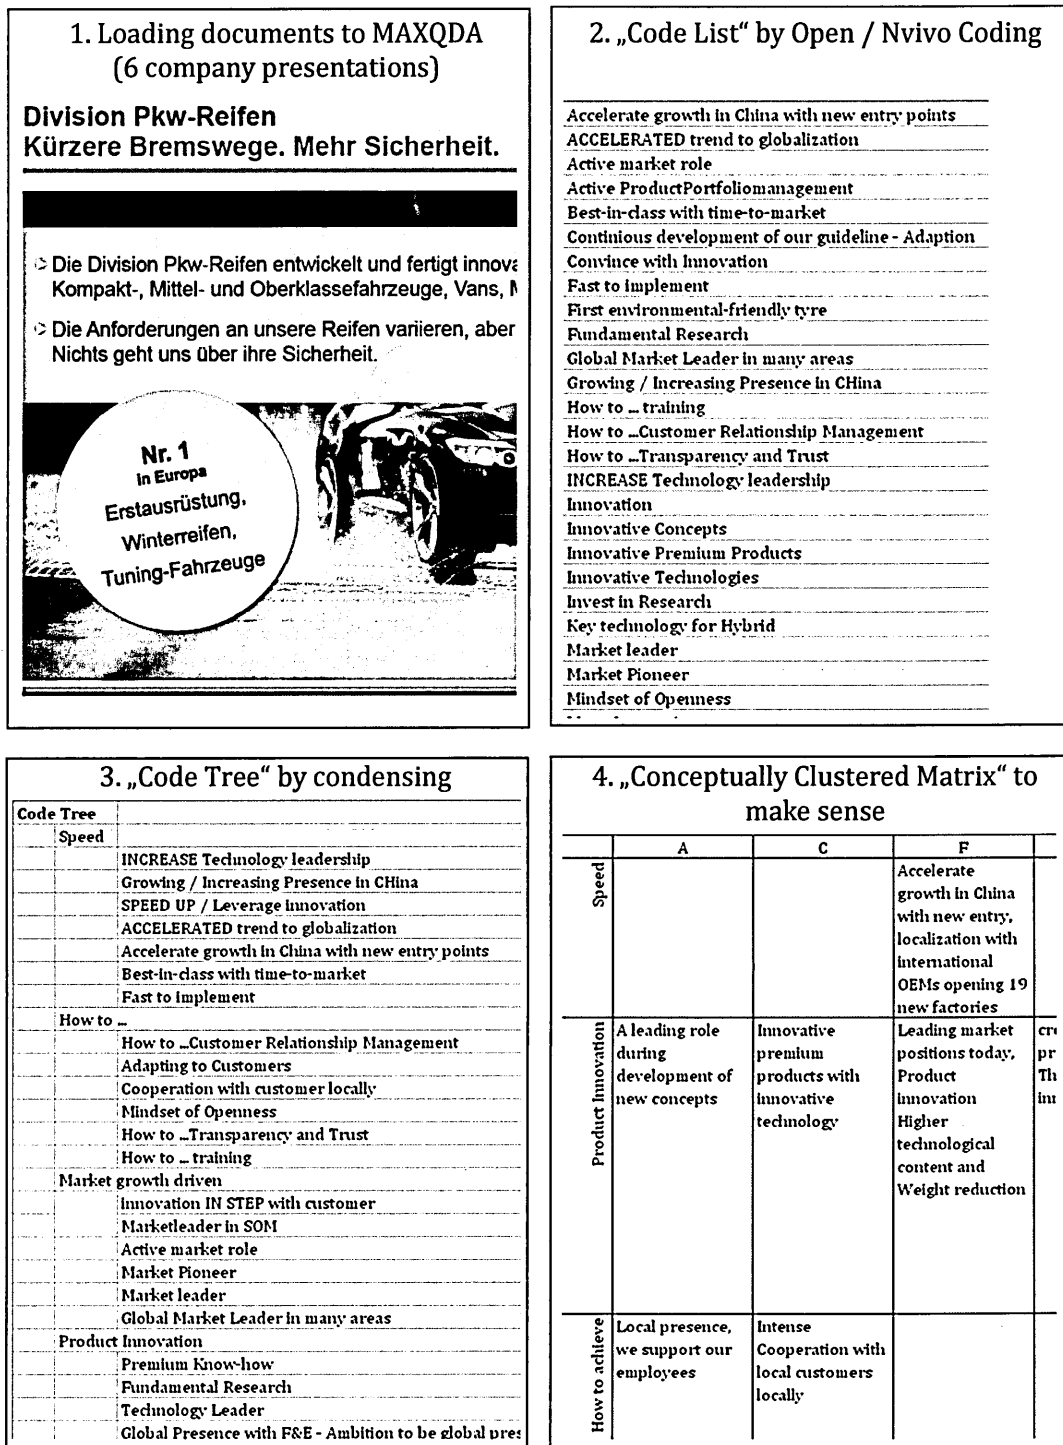 1. Loading documents to MAXQDA
(6 company presentations)
Division Pkw-Reifen
Kürzere Bremswege. Mehr Sicherheit.
Die Division Pkw-Reifen entwickelt und fertigt innova
Kompakt-, Mittel- und Oberklassefahrzeuge, Vans, M
Die Anforderungen an unsere Reifen variieren, aber
Nichts geht uns über ihre Sicherheit.
Nr. 1
in Europa
Erstausrüstung,
Winterreifen,
Tuning-Fahrzeuge
2. „Code List“ by Open / Nvivo Coding
Accelerate growth in China with new entry points
ACCELERATED trend to globalization
Active market role
Active ProductPortfoliomanagement
Best-in-class with time-to-market
Continious development of our guideline - Adaption
Convince with Innovation
Fast to implement
First environmental-friendly tyre
Fundamental Research
Global Market Leader in many areas
Growing / Increasing Presence in CHina
How to ... training
How to ...Customer Relationship Management
How to ...Transparency and Trust
INCREASE Technology leadership
Innovation
Innovative Concepts
Innovative Premium Products
Innovative Technologies
Invest in Research
Key technology for Hybrid
Market leader
Market Pioneer
Mindset of Openness
3. „Code Tree“ by condensing
Code Tree
Speed
INCREASE Technology leadership
Growing / Increasing Presence in CHina
SPEED UP / Leverage innovation
ACCELERATED trend to globalization
Accelerate growth in China with new entry points
Best-in-class with time-to-market
Fast to implement
How to ...
How to ...Customer Relationship Management
Adapting to Customers
Cooperation with customer locally
Mindset of Openness
How to ...Transparency and Trust
How to ... training
Market growth driven
Innovation IN STEP with customer
Marketleader in SOM
Active market role
Market Pioneer
Market leader
Global Market Leader in many areas
Product Innovation
Premium Know-how
Fundamental Research
Technology Leader
Global Presence with F&E - Ambition to be global pres
4. „Conceptually Clustered Matrix“ to
make sense
A C F
Speed
Accelerate
growth in China
with new entry,
localization with
international
OEMs opening 19
new factories
Product Innovation
A leading role
during
development of
new concepts
Innovative
premium
products with
innovative
technology
Leading market
positions today,
Product
innovation
Higher
technological
content and
Weight reduction
cre
pr
Th
inn
How to achieve
Local presence,
we support our
employees
Intense
Cooperation with
local customers
locally